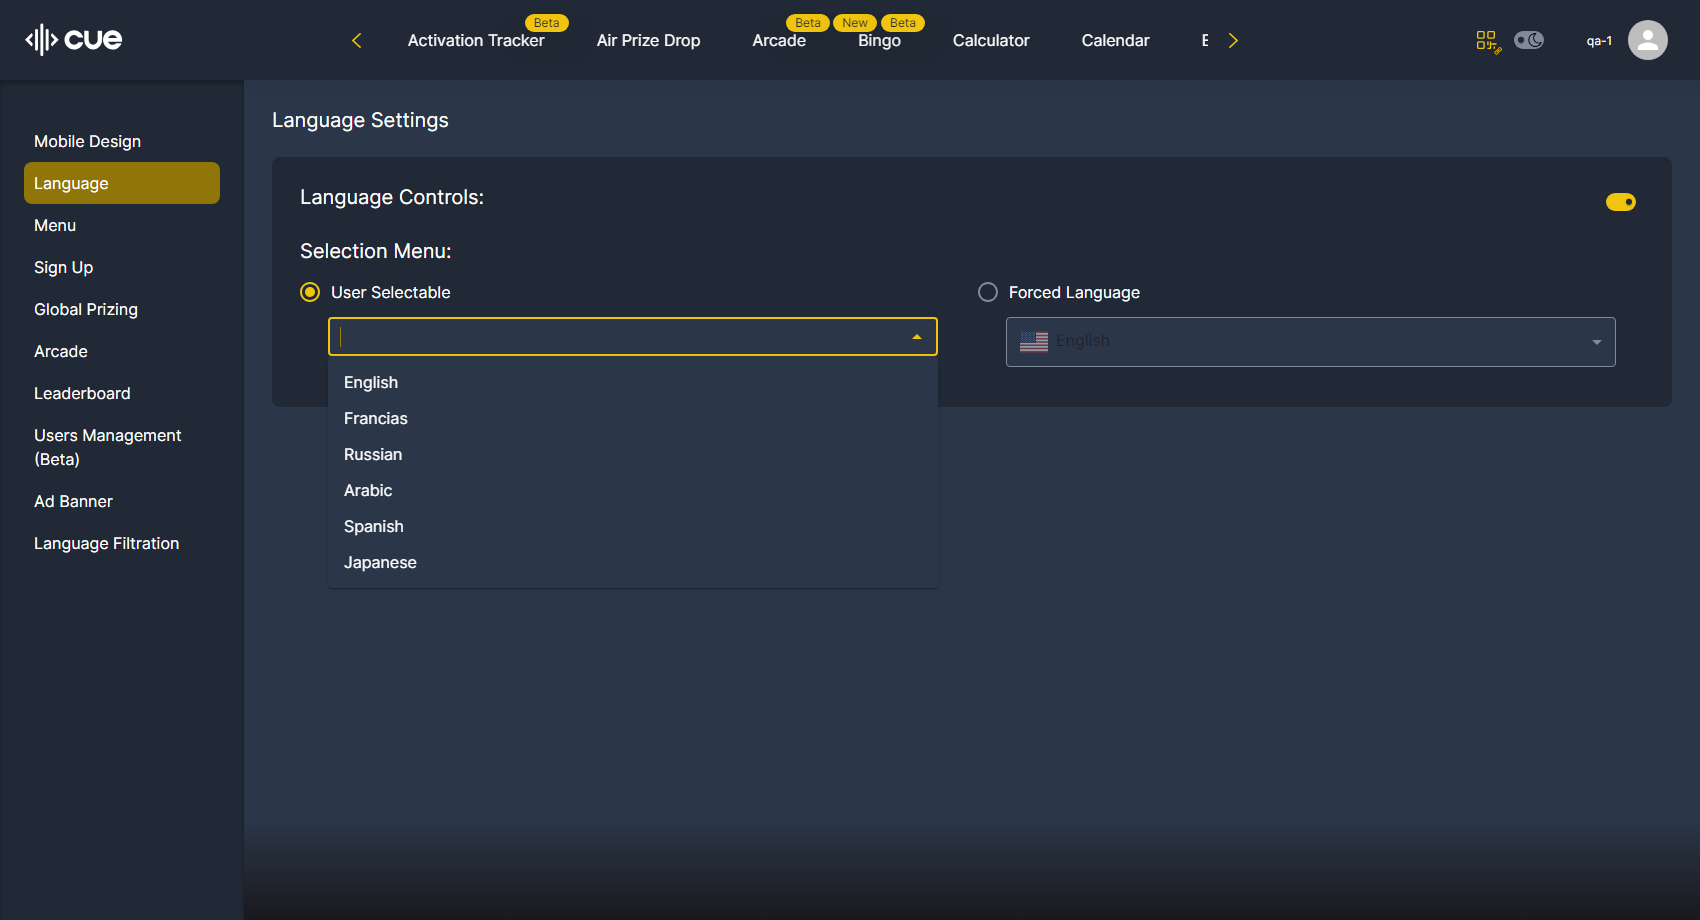 cue
Beta
Beta
New
Beta
Activation Tracker
Air Prize Drop
Arcade
Bingo
Calculator
Calendar
qa-1
Mobile Design
Language
Menu
Sign Up
Global Prizing
Arcade
Leaderboard
Users Management
(Beta)
Ad Banner
Language Filtration
Language Settings
Language Controls:
Selection Menu:
User Selectable
Forced Language
English
English
Francias
Russian
Arabic
Spanish
Japanese